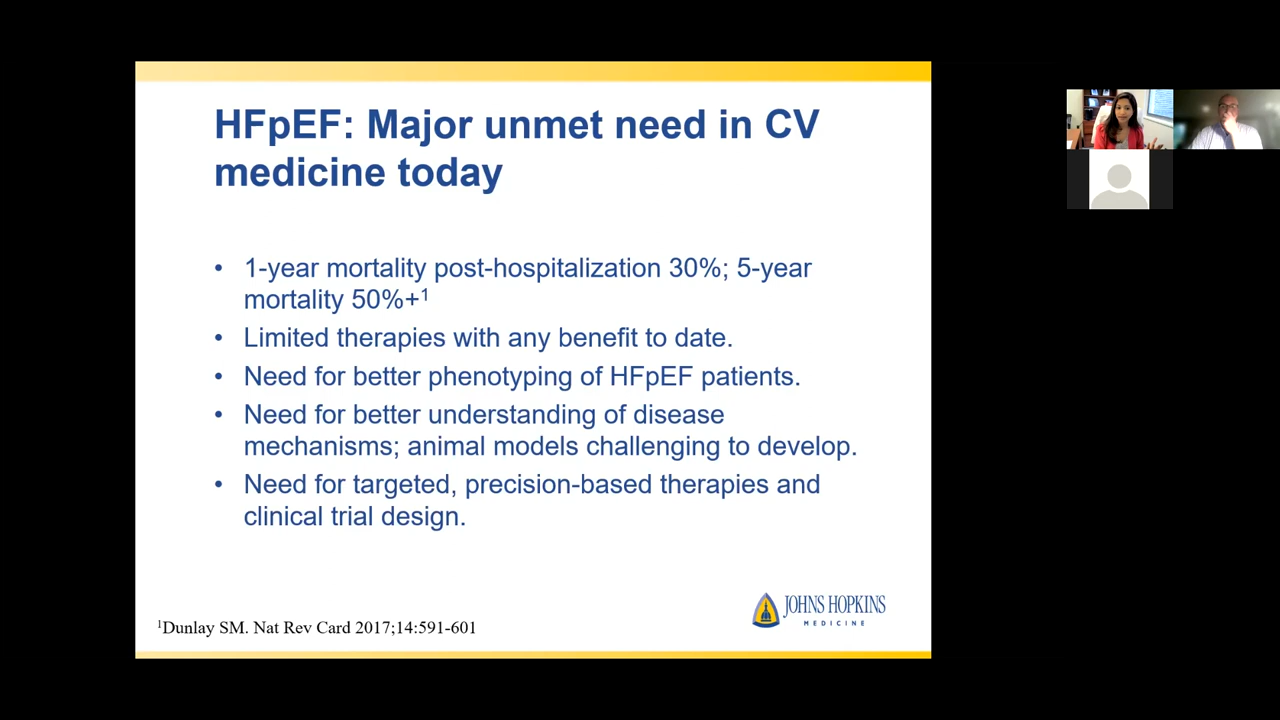 HFpEF: Major unmet need in CV
medicine today
• 1-year mortality post-hospitalization 30%; 5-year
mortality 50%+¹
• Limited therapies with any benefit to date.
• Need for better phenotyping of HFpEF patients.
• Need for better understanding of disease
mechanisms; animal models challenging to develop.
• Need for targeted, precision-based therapies and
clinical trial design.
JOHNS HOPKINS
MEDICINE
¹Dunlay SM. Nat Rev Card 2017;14:591-601